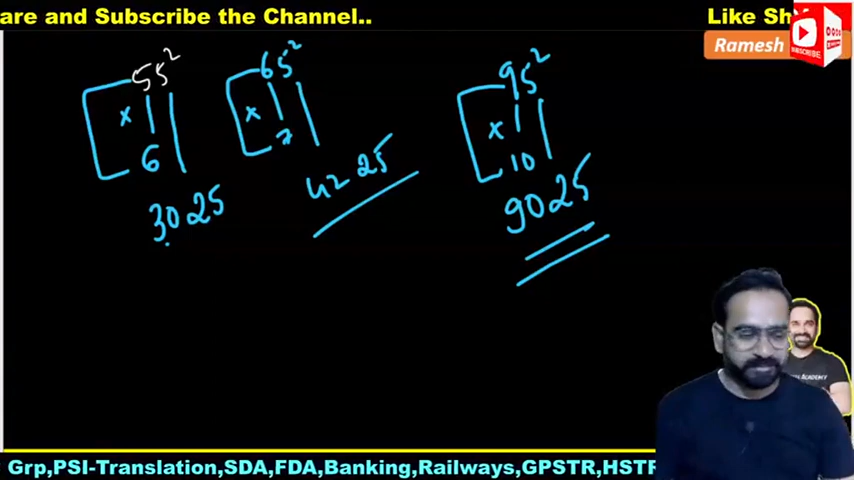 are and Subscribe the Channel..
Like Sh
Ramesh
SUBSCRIBE
55² 65² 95²
x x x
6 7 10
3025 4225 9025
Grp,PSI-Translation,SDA,FDA,Banking,Railways,GPSTR,HSTR